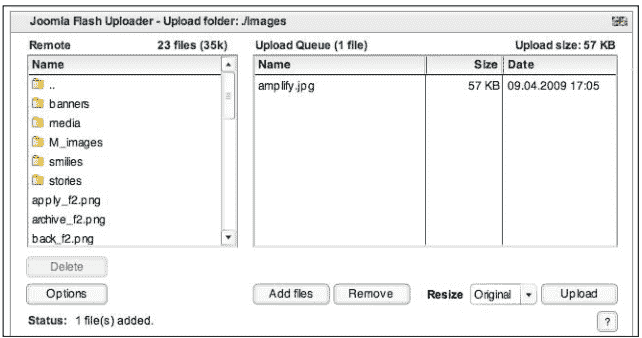 Joomla Flash Uploader - Upload folder: ./images
Remote 23 files (35k) Upload Queue (1 file) Upload size: 57 KB
Name Name Size Date
.. amplify.jpg 57 KB 09.04.2009 17:05
banners
media
M_images
smilies
stories
apply_f2.png
archive_f2.png
back_f2.png
Delete
Options Add files Remove Resize Original Upload
Status: 1 file(s) added. ?